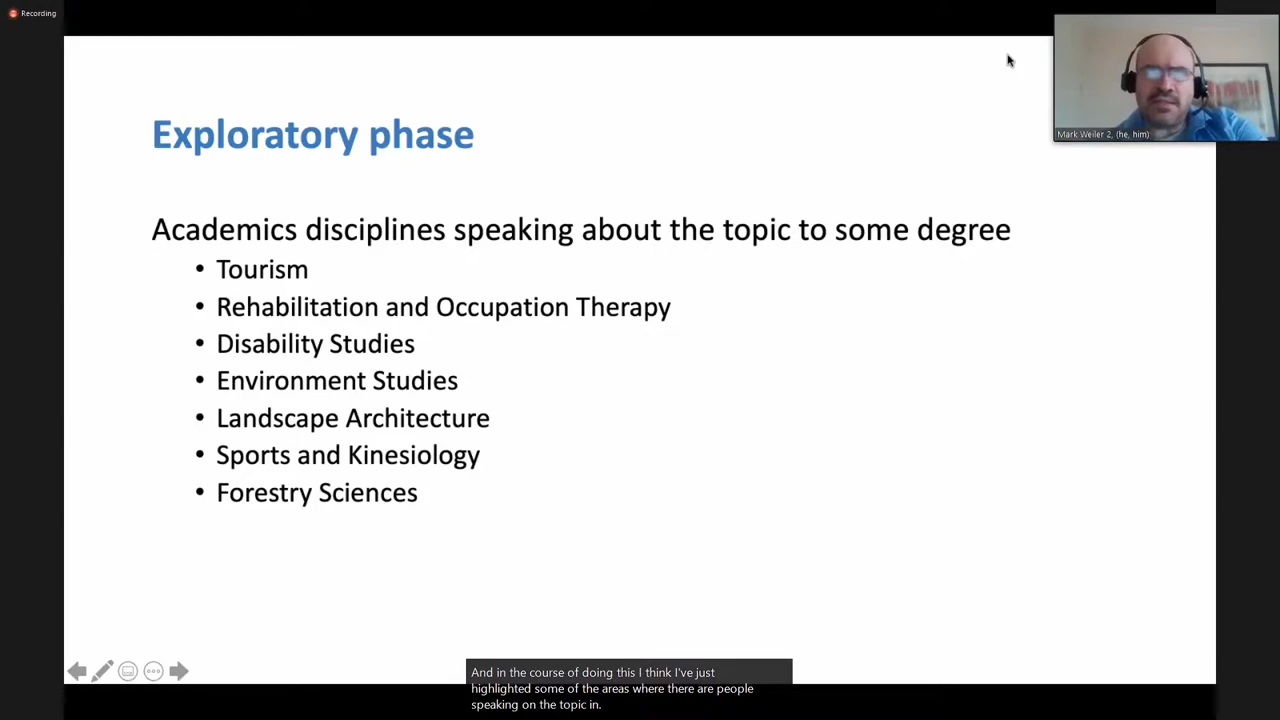 Recording
Mark Weiler 2, (he, him)
Exploratory phase
Academics disciplines speaking about the topic to some degree
• Tourism
• Rehabilitation and Occupation Therapy
• Disability Studies
• Environment Studies
• Landscape Architecture
• Sports and Kinesiology
• Forestry Sciences
And in the course of doing this I think I've just
highlighted some of the areas where there are people
speaking on the topic in.